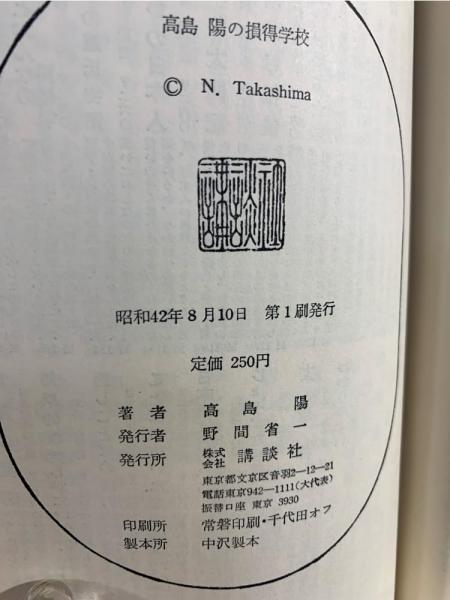 高島 陽の損得学校
© N. Takashima
講談社
昭和42年8月10日 第1刷発行
定価 250円
著者 高島陽
発行者 野間省一
発行所 株式会社 講談社
東京都文京区音羽2—12—21
電話東京942—1111(大代表)
振替口座 東京 3930
印刷所 常磐印刷・千代田オフ
製本所 中沢製本